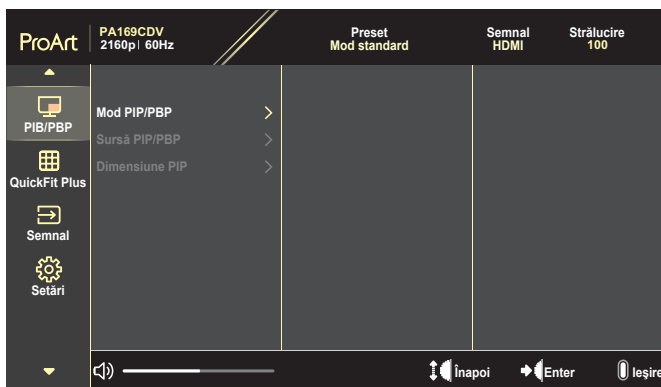 ProArt
PA169CDV
2160p| 60Hz
Preset
Mod standard
Semnal
HDMI
Strălucire
100
PIB/PBP
QuickFit Plus
Semnal
Setări
Mod PIP/PBP
Sursă PIP/PBP
Dimensiune PIP
Înapoi
Enter
Ieșire